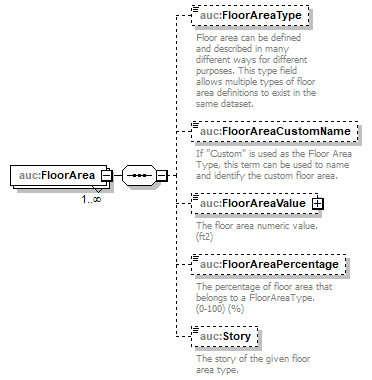 auc:FloorAreaType
Floor area can be defined
and described in many
different ways for different
purposes. This type field
allows multiple types of floor
area definitions to exist in the
same dataset.
auc:FloorAreaCustomName
If "Custom" is used as the Floor Area
Type, this term can be used to name
and identify the custom floor area.
auc:FloorArea
1..∞
auc:FloorAreaValue
The floor area numeric value.
(ft2)
auc:FloorAreaPercentage
The percentage of floor area that
belongs to a FloorAreaType.
(0-100) (%)
auc:Story
The story of the given floor
area type.